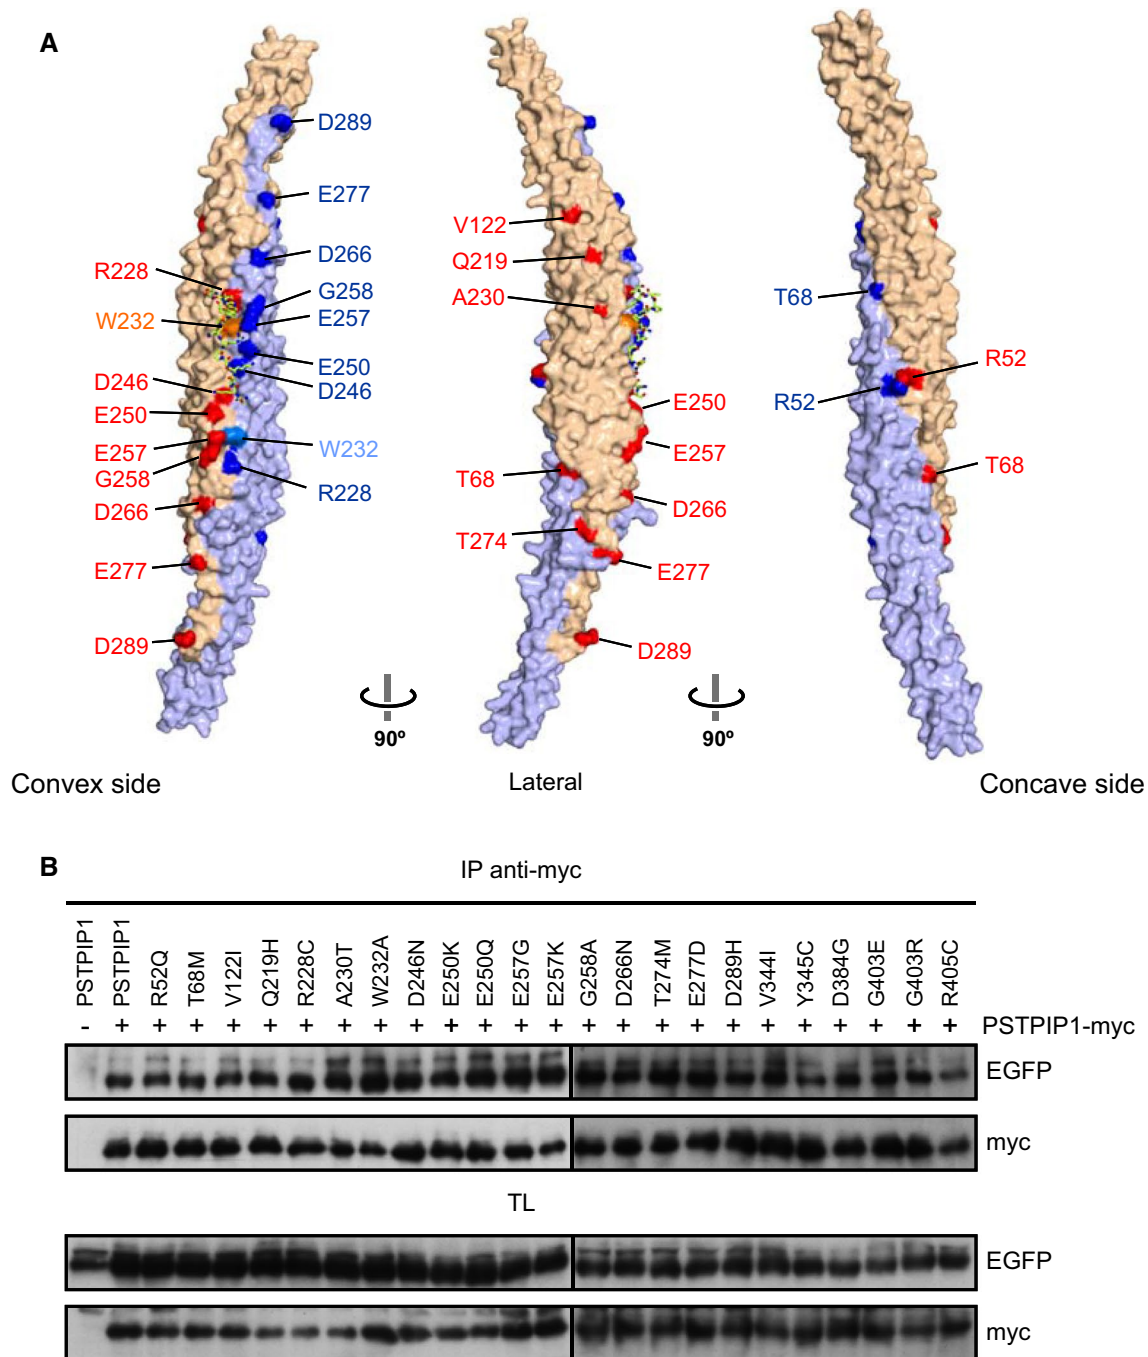 A
D289
E277
D266
R228
G258
W232
E257
E250
D246
D246
E250
E257
W232
G258
R228
D266
E277
D289
V122
Q219
A230
E250
E257
T68
D266
T274
E277
D289
T68
R52
R52
T68
90º
90º
Convex side
Lateral
Concave side
B
IP anti-myc
PSTPIP1 PSTPIP1 R52Q T68M V122I Q219H R228C A230T W232A D246N E250K E250Q E257G E257K G258A D266N T274M E277D D289H V344I Y345C D384G G403E G403R R405C
- + + + + + + + + + + + + + + + + + + + + + + + + PSTPIP1-myc
EGFP
myc
TL
EGFP
myc